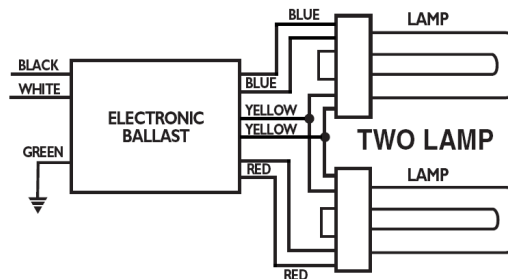 BLUE
LAMP
BLACK
BLUE
WHITE
ELECTRONIC
BALLAST
YELLOW
YELLOW
TWO LAMP
GREEN
RED
LAMP
RED